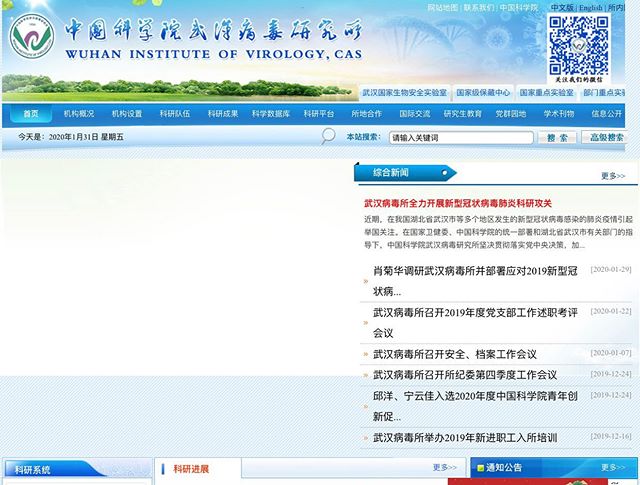 网站地图 | 联系我们 | 中国科学院
中文版 | English | 所内
中国科学院武汉病毒研究所
WUHAN INSTITUTE OF VIROLOGY, CAS
关注我们的微信
武汉国家生物安全实验室 国家级保藏中心 国家重点实验室 部门重点实
首页 机构概况 机构设置 科研队伍 科研成果 科学数据库 科研平台 所地合作 国际交流 研究生教育 党群园地 学术刊物 信息公开
今天是：2020年1月31日 星期五
本站搜索： 请输入关键词 搜 索 高级搜索
综合新闻 更多>>
武汉病毒所全力开展新型冠状病毒肺炎科研攻关
近期，在我国湖北省武汉市等多个地区发生的新型冠状病毒感染的肺炎疫情引起
举国关注。在国家卫健委、中国科学院的统一部署和湖北省武汉市有关部门的指
导下，中国科学院武汉病毒研究所坚决贯彻落实党中央决策，加...
» 肖菊华调研武汉病毒所并部署应对2019新型冠 [2020-01-29]
状病...
» 武汉病毒所召开2019年度党支部工作述职考评 [2020-01-22]
会议
» 武汉病毒所召开安全、档案工作会议 [2020-01-07]
» 武汉病毒所召开所纪委第四季度工作会议 [2019-12-24]
» 邱洋、宁云佳入选2020年度中国科学院青年创 [2019-12-24]
新促...
» 武汉病毒所举办2019年新进职工入所培训 [2019-12-16]
科研系统
科研进展 更多>>
通知公告 更多>>